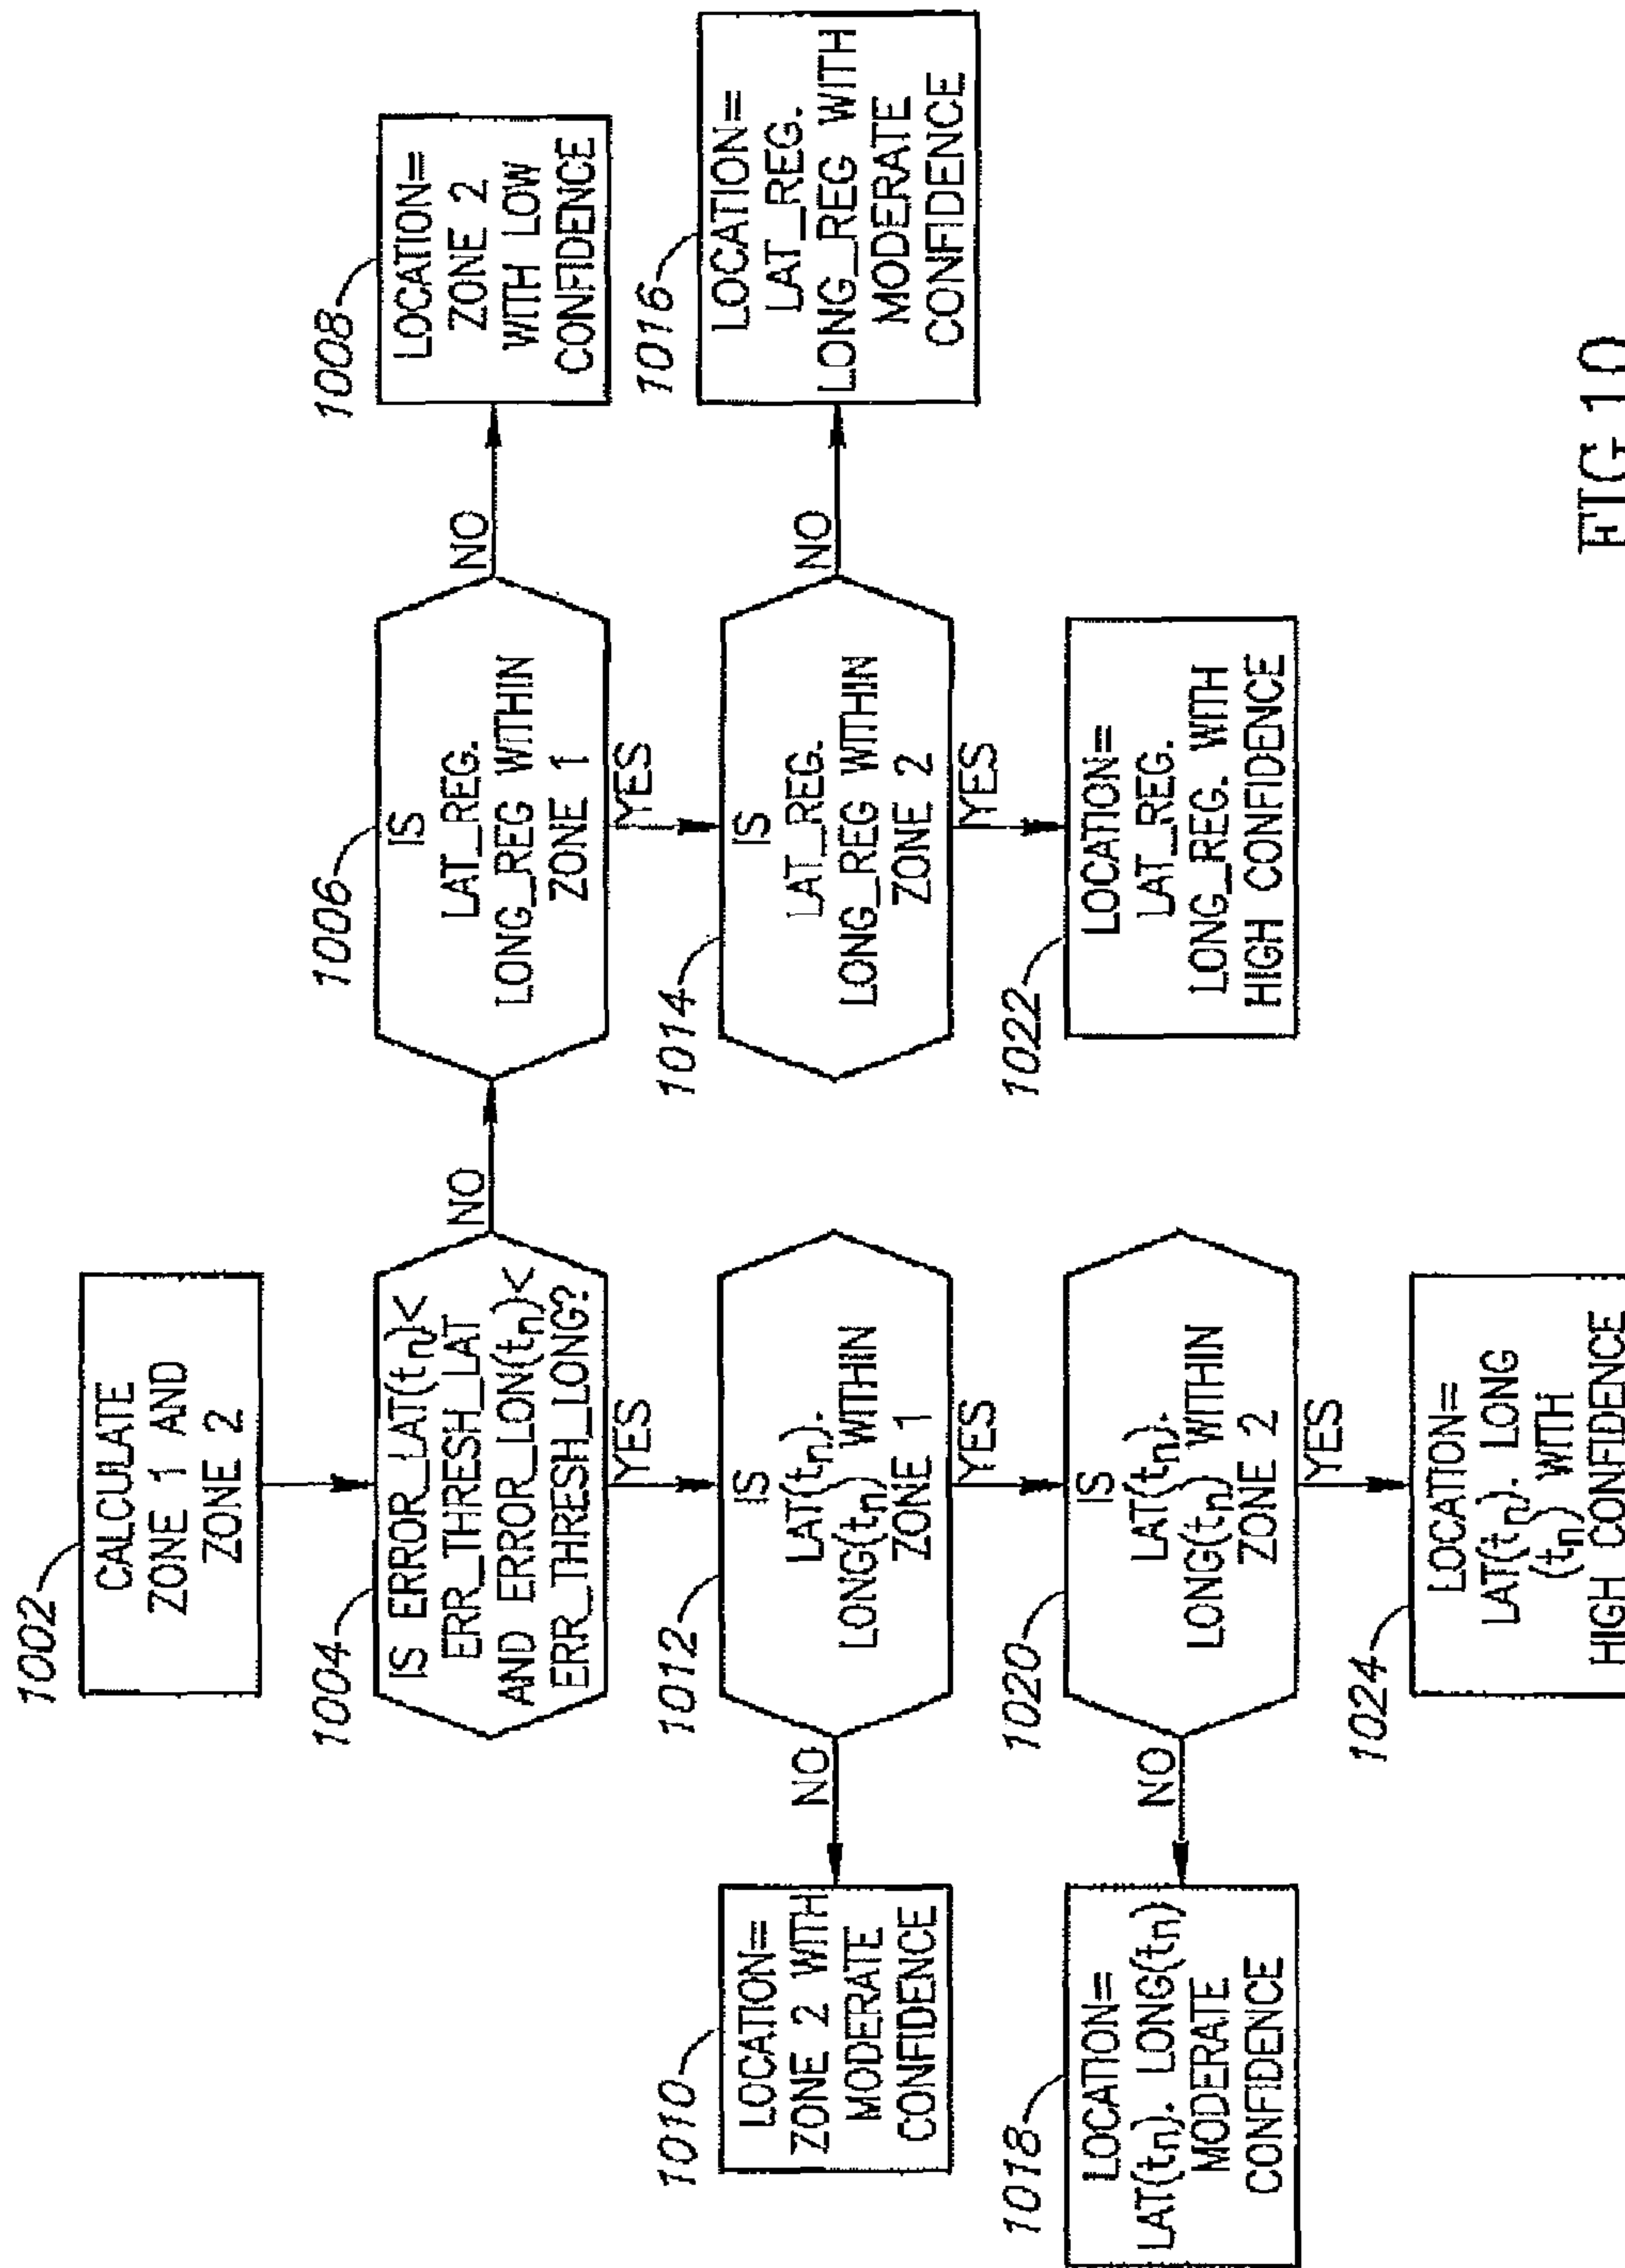 1002
CALCULATE
ZONE 1 AND
ZONE 2
1004
IS ERROR_LAT(tn)<
ERR_THRESH_LAT
AND ERROR_LON(tn)<
ERR_THRESH_LONG?
NO
YES
1006
IS
LAT_REG.
LONG_REG WITHIN
ZONE 1
NO
YES
1008
LOCATION=
ZONE 2
WITH LOW
CONFIDENCE
1010
LOCATION=
ZONE 2 WITH
MODERATE
CONFIDENCE
NO
1012
IS
LAT(tn).
LONG(tn) WITHIN
ZONE 1
YES
1014
IS
LAT_REG.
LONG_REG WITHIN
ZONE 2
NO
YES
1016
LOCATION=
LAT_REG.
LONG_REG WITH
MODERATE
CONFIDENCE
1018
LOCATION=
LAT(tn). LONG(tn)
MODERATE
CONFIDENCE
NO
1020
IS
LAT(tn).
LONG(tn) WITHIN
ZONE 2
YES
1022
LOCATION=
LAT_REG.
LONG_REG. WITH
HIGH CONFIDENCE
1024
LOCATION=
LAT(tn). LONG
(tn) WITH
HIGH CONFIDENCE
FIG 10